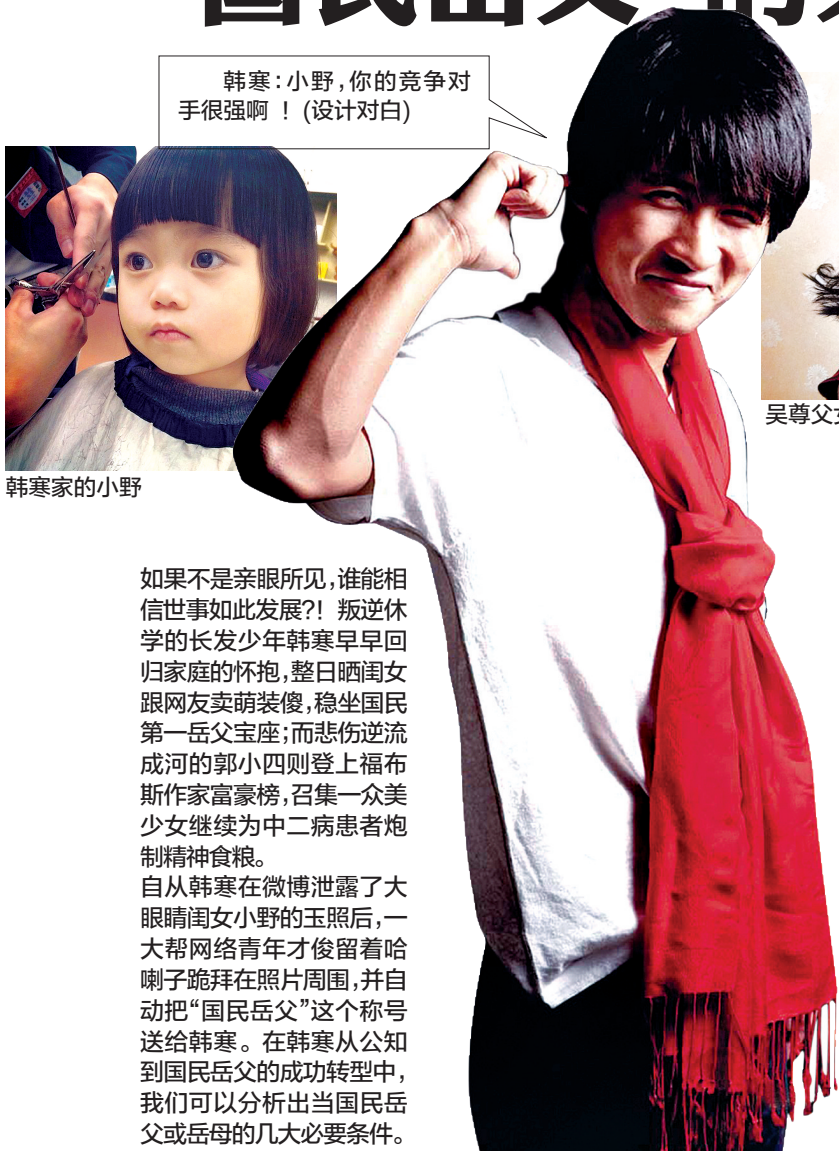 国民岳父
韩寒：小野，你的竞争对
手很强啊 ！（设计对白）
韩寒家的小野
吴尊父
如果不是亲眼所见，谁能相
信世事如此发展?! 叛逆休
学的长发少年韩寒早早回
归家庭的怀抱，整日晒闺女
跟网友卖萌装傻，稳坐国民
第一岳父宝座；而悲伤逆流
成河的郭小四则登上福布
斯作家富豪榜，召集一众美
少女继续为中二病患者炮
制精神食粮。
自从韩寒在微博泄露了大
眼睛闺女小野的玉照后，一
大帮网络青年才俊留着哈
喇子跪拜在照片周围，并自
动把“国民岳父”这个称号
送给韩寒。在韩寒从公知
到国民岳父的成功转型中，
我们可以分析出当国民岳
父或岳母的几大必要条件。